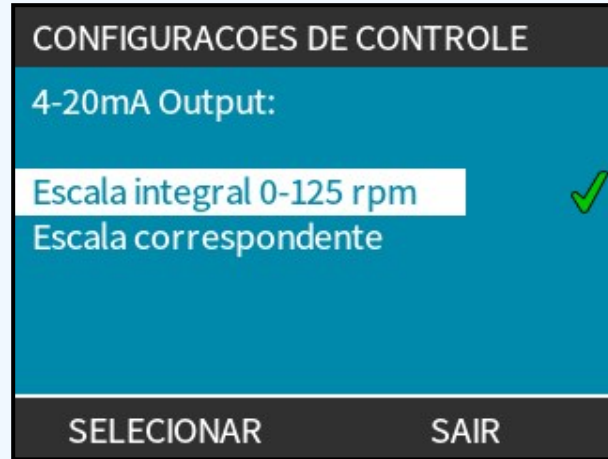 CONFIGURACOES DE CONTROLE
4-20mA Output:
Escala integral 0-125 rpm
Escala correspondente
SELECIONAR SAIR